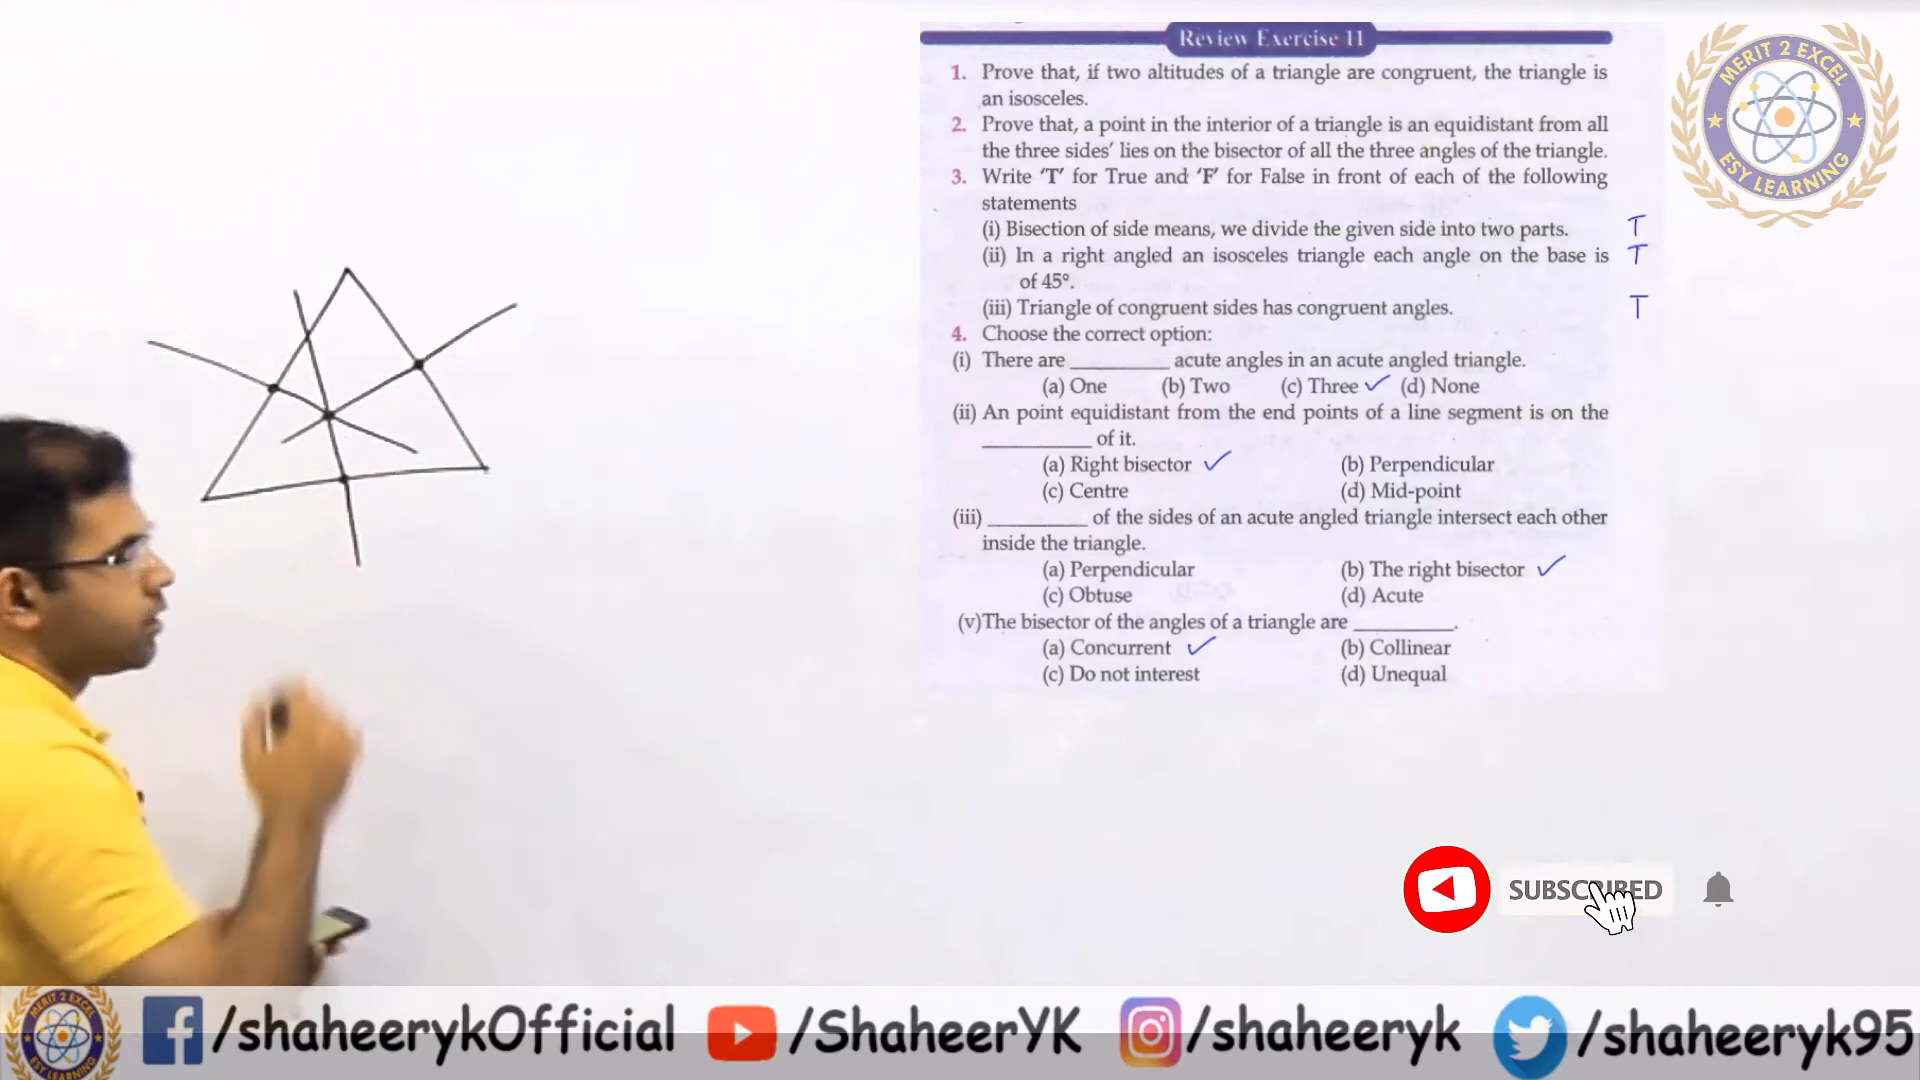 Review Exercise 11
1. Prove that, if two altitudes of a triangle are congruent, the triangle is
an isosceles.
2. Prove that, a point in the interior of a triangle is an equidistant from all
the three sides' lies on the bisector of all the three angles of the triangle.
3. Write 'T' for True and 'F' for False in front of each of the following
statements
(i) Bisection of side means, we divide the given side into two parts. T
(ii) In a right angled an isosceles triangle each angle on the base is T
of 45°.
(iii) Triangle of congruent sides has congruent angles. T
4. Choose the correct option:
(i) There are _________ acute angles in an acute angled triangle.
(a) One (b) Two (c) Three ✓ (d) None
(ii) An point equidistant from the end points of a line segment is on the
__________ of it.
(a) Right bisector ✓ (b) Perpendicular
(c) Centre (d) Mid-point
(iii) _________ of the sides of an acute angled triangle intersect each other
inside the triangle.
(a) Perpendicular (b) The right bisector ✓
(c) Obtuse (d) Acute
(v)The bisector of the angles of a triangle are _________.
(a) Concurrent ✓ (b) Collinear
(c) Do not interest (d) Unequal
MERIT 2 EXCEL
ESY LEARNING
SUBSCRIBED
MERIT 2 EXCEL
ESY LEARNING
/shaheerykOfficial /ShaheerYK /shaheeryk /shaheeryk95